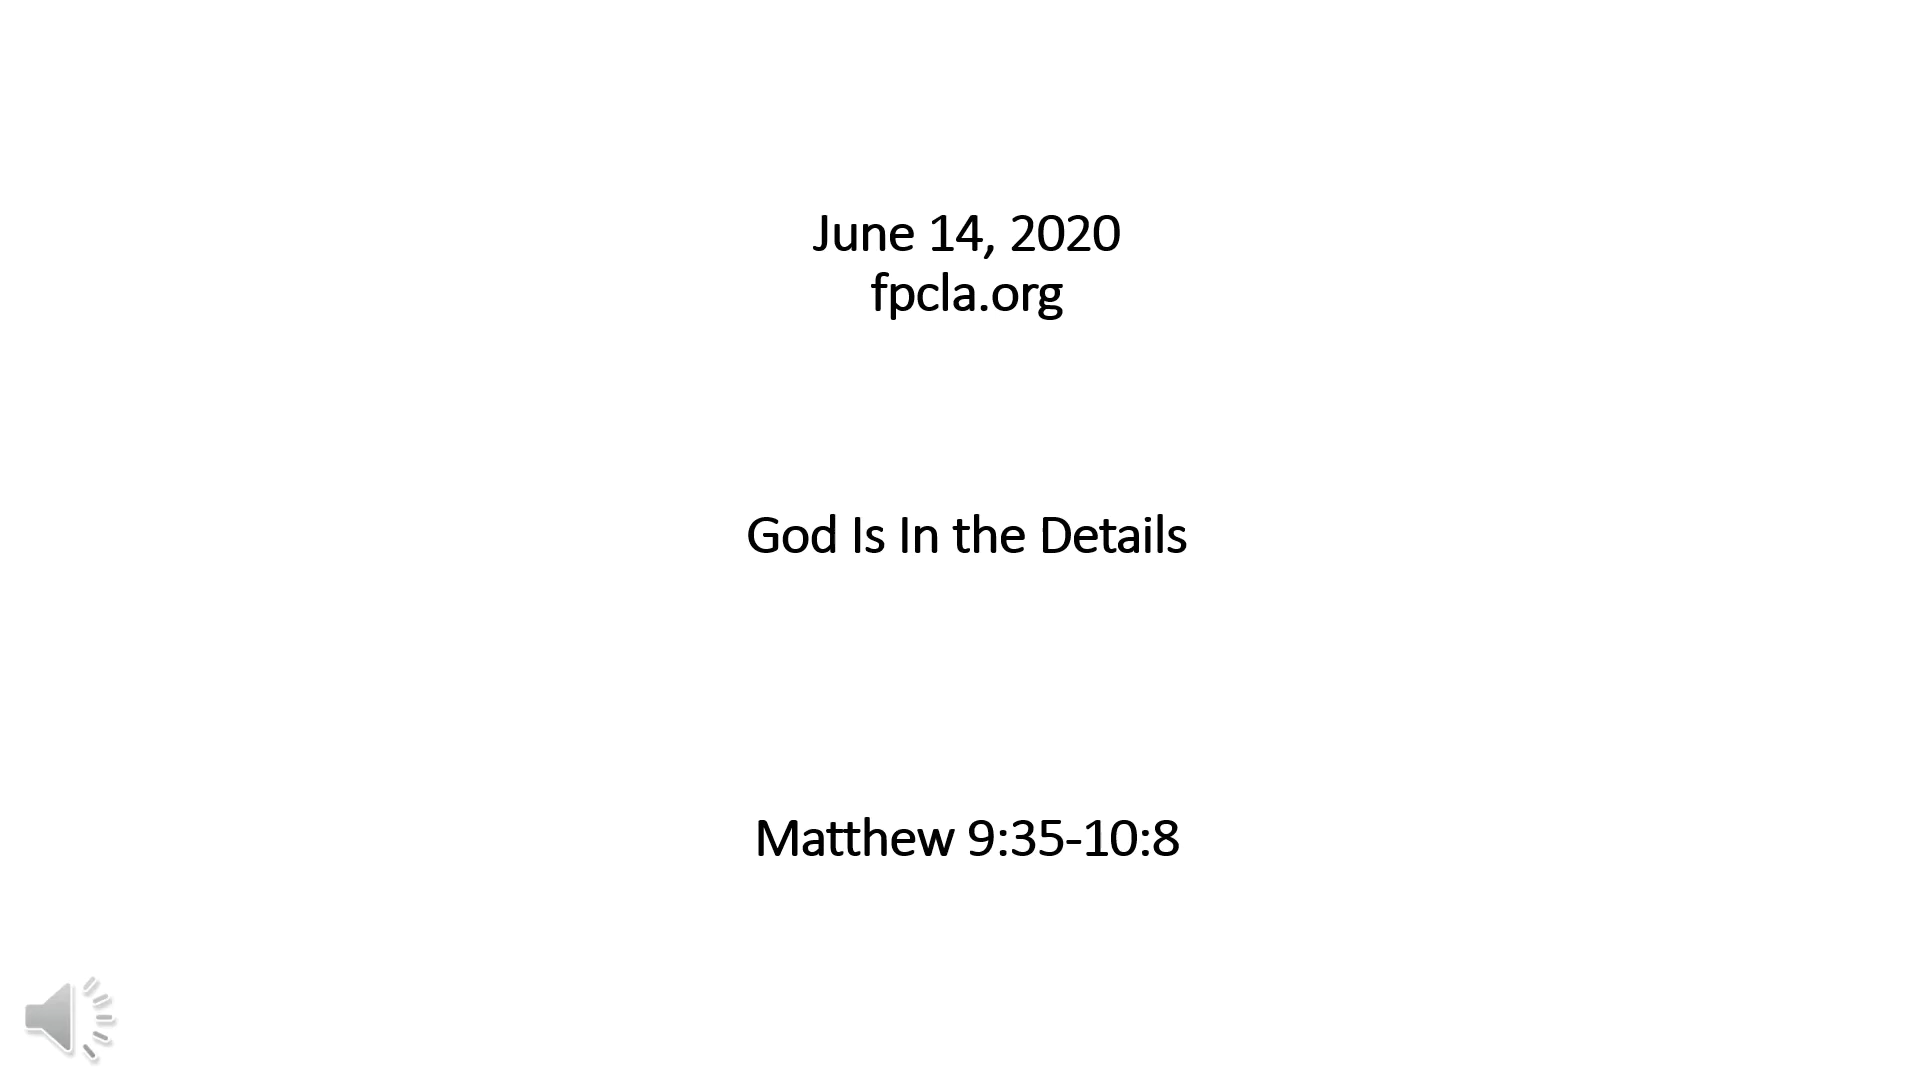 June 14, 2020
fpcla.org
God Is In the Details
Matthew 9:35-10:8